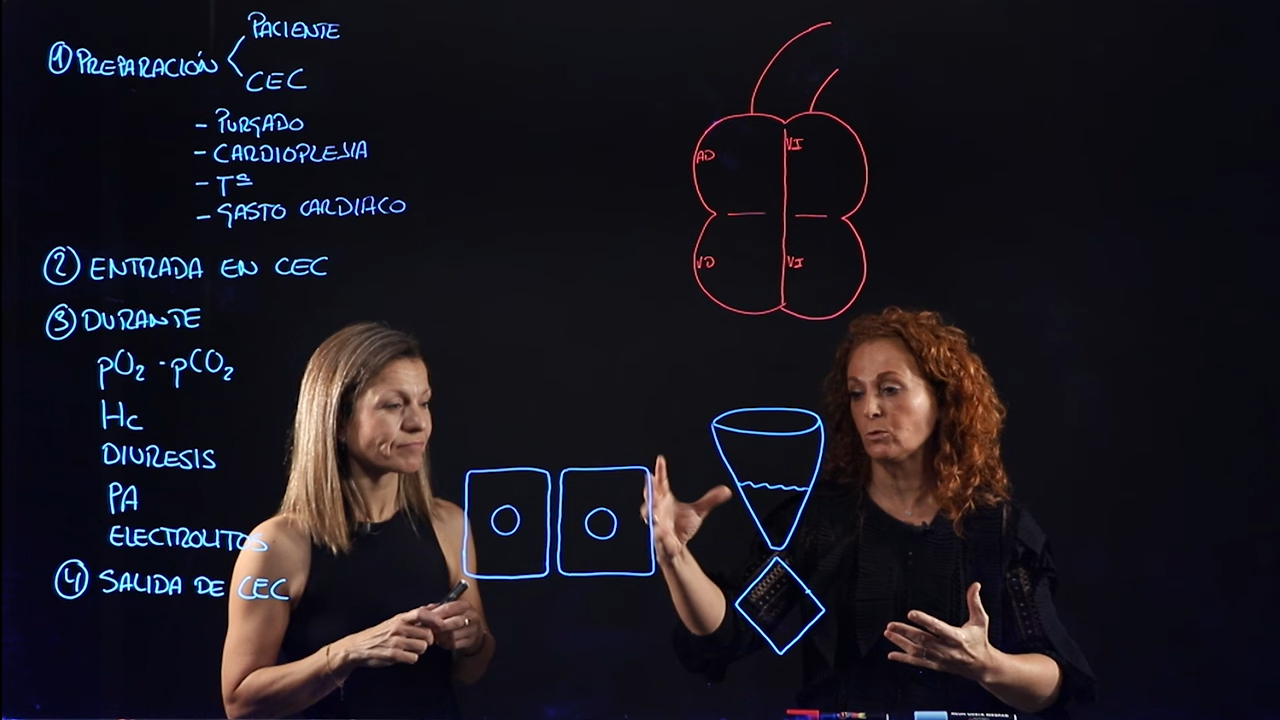 ① PREPARACIÓN
PACIENTE
CEC
- PURGADO
- CARDIOPLESIA
- Tª
- GASTO CARDIACO
② ENTRADA EN CEC
③ DURANTE
pO₂ · pCO₂
Hc
DIURESIS
PA
ELECTROLITOS
④ SALIDA DE CEC
AD
VI
VD
VI